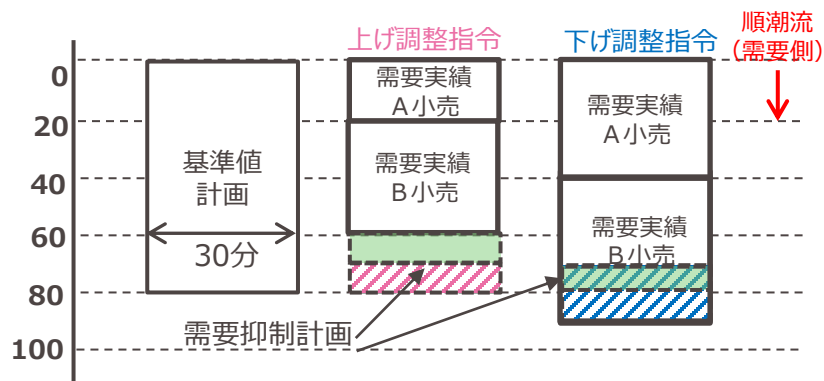 上げ調整指令
下げ調整指令
順潮流
（需要側）
0
20
40
60
80
100
基準値
計画
30分
需要実績
A小売
需要実績
B小売
需要実績
A小売
需要実績
B小売
需要抑制計画